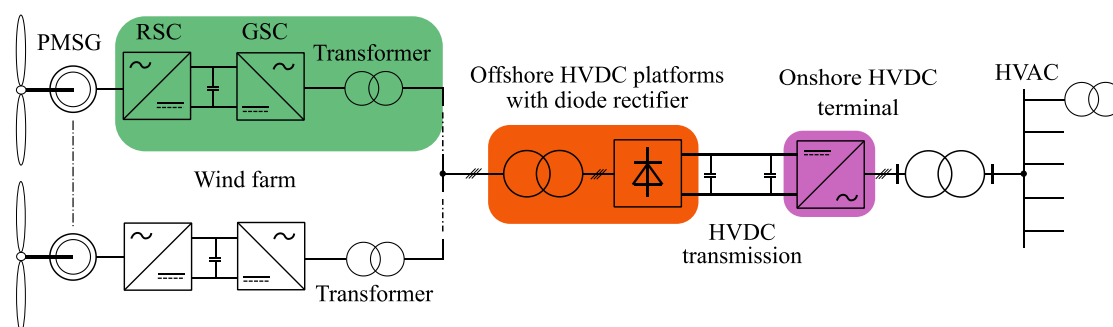 PMSG
RSC
GSC
Transformer
Offshore HVDC platforms
with diode rectifier
Onshore HVDC
terminal
HVAC
Wind farm
HVDC
transmission
Transformer